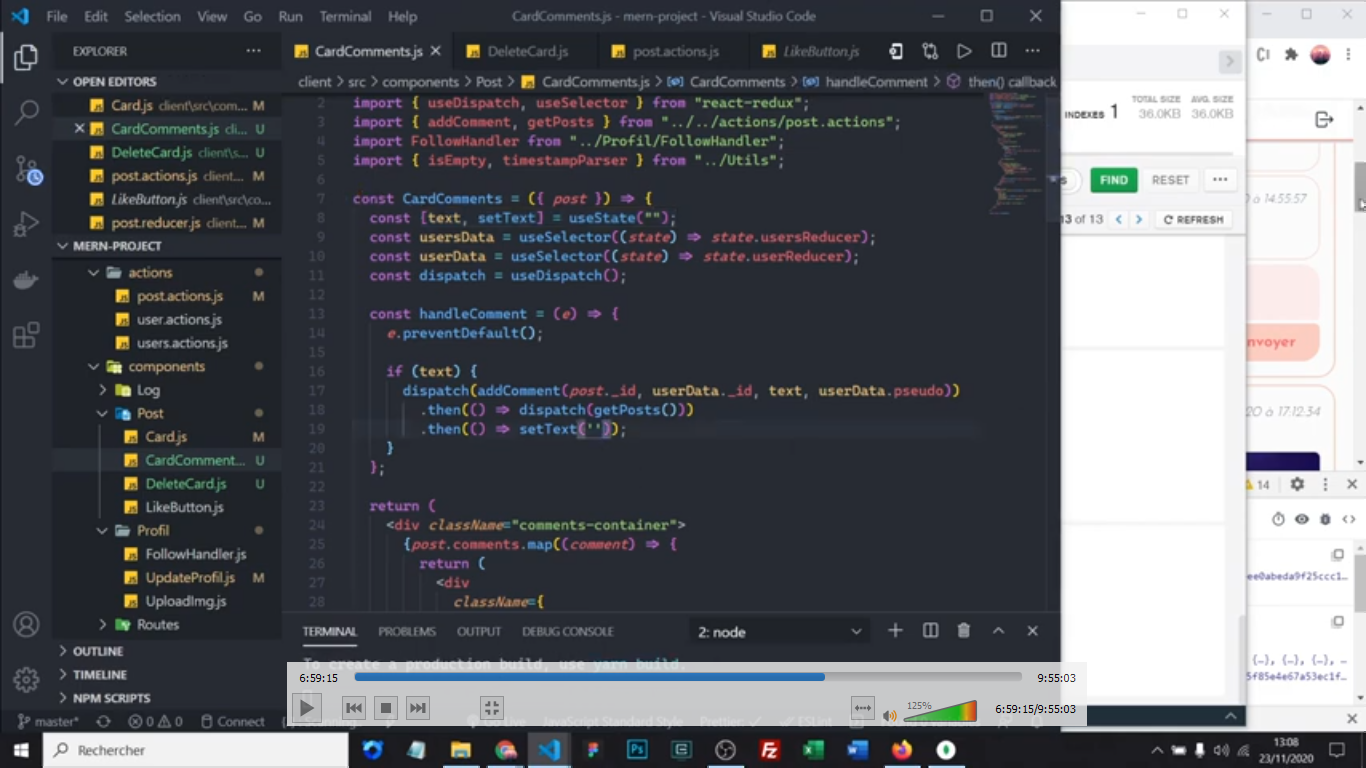 File Edit Selection View Go Run Terminal Help
CardComments.js - mern-project - Visual Studio Code
EXPLORER
OPEN EDITORS
Card.js client\src\com... M
CardComments.js cli... U
DeleteCard.js client\s... U
post.actions.js client... M
LikeButton.js client\src\co...
post.reducer.js client... M
MERN-PROJECT
actions
post.actions.js M
user.actions.js
users.actions.js
components
Log
Post
Card.js M
CardComment... U
DeleteCard.js U
LikeButton.js
Profil
FollowHandler.js
UpdateProfil.js M
UploadImg.js
Routes
OUTLINE
TIMELINE
NPM SCRIPTS
CardComments.js DeleteCard.js post.actions.js LikeButton.js
client > src > components > Post > CardComments.js > CardComments > handleComment > then() callback
2 import { useDispatch, useSelector } from "react-redux";
3 import { addComment, getPosts } from "../../actions/post.actions";
4 import FollowHandler from "../Profil/FollowHandler";
5 import { isEmpty, timestampParser } from "../Utils";
6
7 const CardComments = ({ post }) => {
8 const [text, setText] = useState("");
9 const usersData = useSelector((state) => state.usersReducer);
10 const userData = useSelector((state) => state.userReducer);
11 const dispatch = useDispatch();
12
13 const handleComment = (e) => {
14 e.preventDefault();
15
16 if (text) {
17 dispatch(addComment(post._id, userData._id, text, userData.pseudo))
18 .then(() => dispatch(getPosts()))
19 .then(() => setText(''));
20 }
21 };
22
23 return (
24 <div className="comments-container">
25 {post.comments.map((comment) => {
26 return (
27 <div
28 className={
TERMINAL PROBLEMS OUTPUT DEBUG CONSOLE 2: node
To create a production build, use yarn build.
6:59:15 9:55:03
125%
6:59:15/9:55:03
master* 0 0 Connect
Go Live JavaScript Standard Style Prettier: ESLint
INDEXES 1 TOTAL SIZE 36.0KB AVG. SIZE 36.0KB
FIND RESET ...
13 of 13 REFRESH
à 14:55:57
nvoyer
20 à 17:12:34
14
ee0abeda9f25ccc1...
{…}, {…}, {…}, …
5f85e4e67a53ec1f…
Rechercher
13:08
23/11/2020